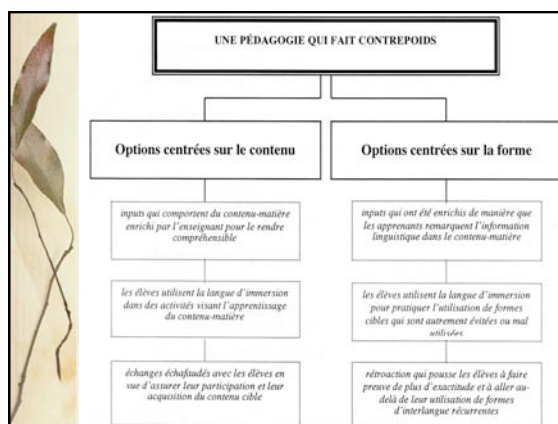 UNE PÉDAGOGIE QUI FAIT CONTREPOIDS
Options centrées sur le contenu
Options centrées sur la forme
inputs qui comportent du contenu-matière
enrichi par l'enseignant pour le rendre
compréhensible
inputs qui ont été enrichis de manière que
les apprenants remarquent l'information
linguistique dans le contenu-matière
les élèves utilisent la langue d'immersion
dans des activités visant l'apprentissage
du contenu-matière
les élèves utilisent la langue d'immersion
pour pratiquer l'utilisation de formes
cibles qui sont autrement évitées ou mal
utilisées
échanges échafaudés avec les élèves en
vue d'assurer leur participation et leur
acquisition du contenu cible
rétroaction qui pousse les élèves à faire
preuve de plus d'exactitude et à aller au-
delà de leur utilisation de formes
d'interlangue récurrentes